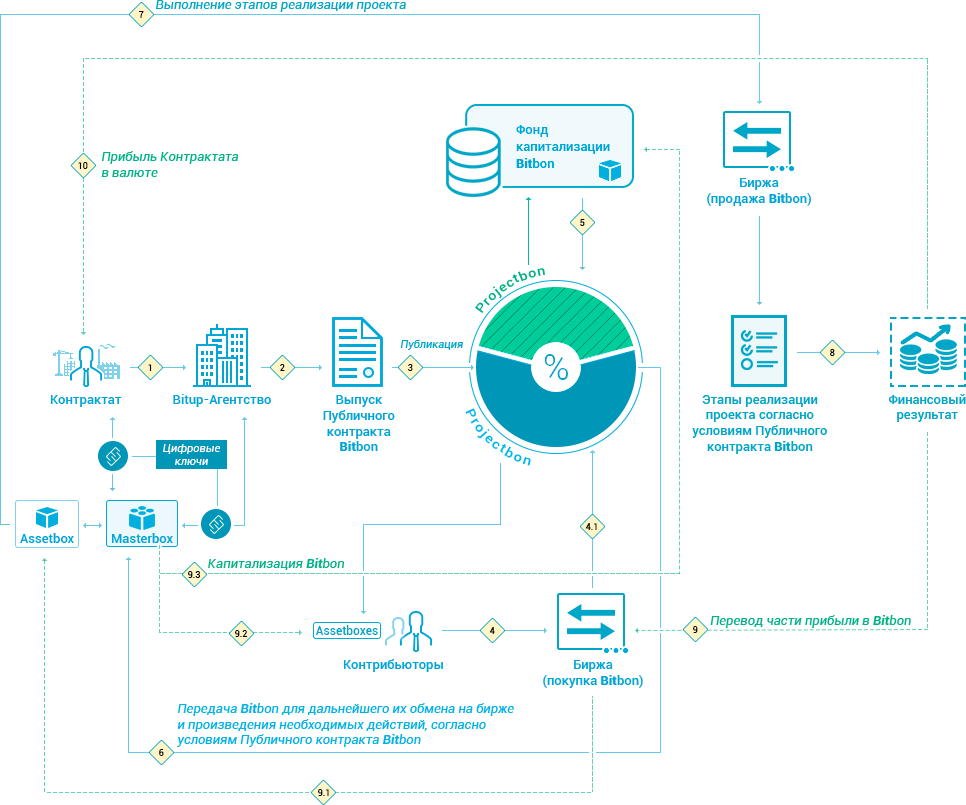 Выполнение этапов реализации проекта
7
10
Прибыль Контрактата
в валюте
Фонд
капитализации
Bitbon
5
Биржа
(продажа Bitbon)
Projectbon
%
Projectbon
Контрактат
1
Bitup-Агентство
2
Выпуск
Публичного
контракта
Bitbon
Публикация
3
Этапы реализации
проекта согласно
условиям Публичного
контракта Bitbon
8
Финансовый
результат
Цифровые
ключи
Assetbox
Masterbox
4.1
9.3
Капитализация Bitbon
9.2
Assetboxes
Контрибьюторы
4
Биржа
(покупка Bitbon)
9
Перевод части прибыли в Bitbon
Передача Bitbon для дальнейшего их обмена на бирже
и произведения необходимых действий, согласно
условиям Публичного контракта Bitbon
6
9.1